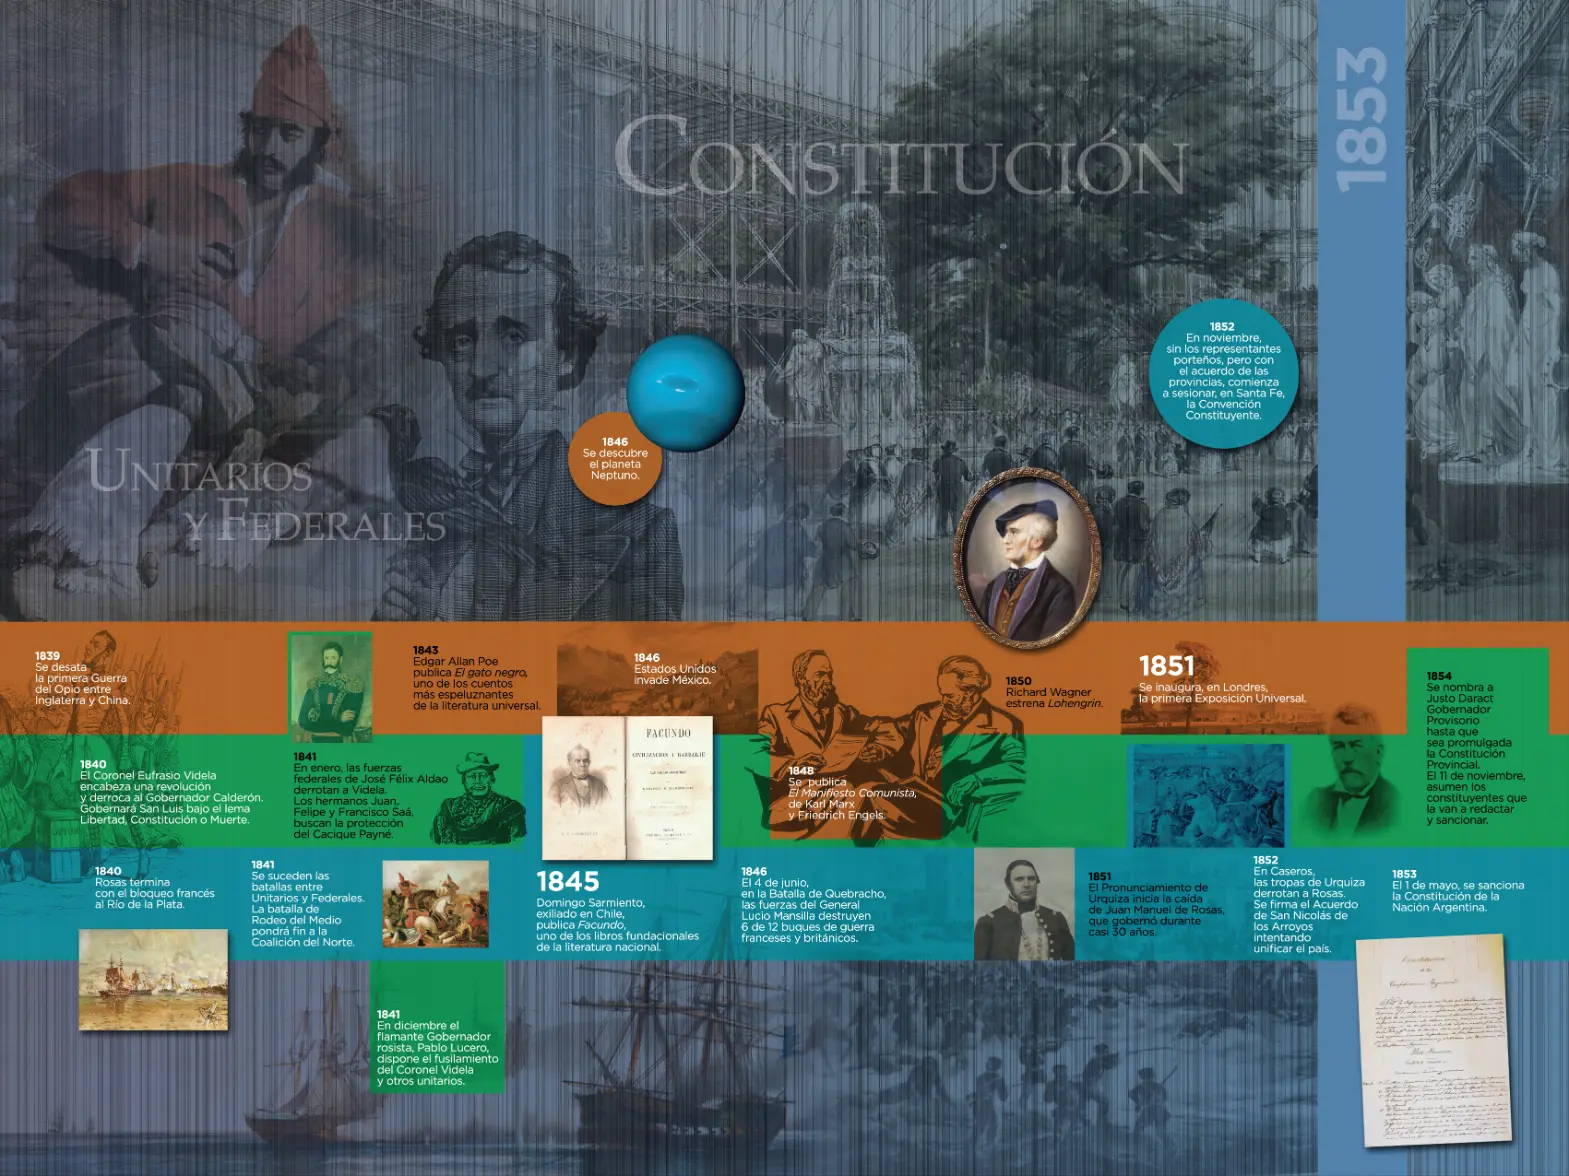 CONSTITUCIÓN
1853
UNITARIOS
Y FEDERALES
1852
En noviembre,
sin los representantes
porteños, pero con
el acuerdo de las
provincias, comienza
a sesionar, en Santa Fe,
la Convención
Constituyente.
1846
Se descubre
el planeta
Neptuno.
1839
Se desata
la primera Guerra
del Opio entre
Inglaterra y China.
1843
Edgar Allan Poe
publica El gato negro,
uno de los cuentos
más espeluznantes
de la literatura universal.
1846
Estados Unidos
invade México.
1850
Richard Wagner
estrena Lohengrin.
1851
Se inaugura, en Londres,
la primera Exposición Universal.
1854
Se nombra a
Justo Daract
Gobernador
Provisorio
hasta que
sea promulgada
la Constitución
Provincial.
El 11 de noviembre,
asumen los
constituyentes que
la van a redactar
y sancionar.
1840
El Coronel Eufrasio Videla
encabeza una revolución
y derroca al Gobernador Calderón.
Gobernará San Luis bajo el lema
Libertad, Constitución o Muerte.
1841
En enero, las fuerzas
federales de José Félix Aldao
derrotan a Videla.
Los hermanos Juan,
Felipe y Francisco Saá,
buscan la protección
del Cacique Payné.
FACUNDO
CIVILIZACION I BARBARIE
1848
Se publica
El Manifiesto Comunista,
de Karl Marx
y Friedrich Engels.
1840
Rosas termina
con el bloqueo francés
al Río de la Plata.
1841
Se suceden las
batallas entre
Unitarios y Federales.
La batalla de
Rodeo del Medio
pondrá fin a la
Coalición del Norte.
1845
Domingo Sarmiento,
exiliado en Chile,
publica Facundo,
uno de los libros fundacionales
de la literatura nacional.
1846
El 4 de junio,
en la Batalla de Quebracho,
las fuerzas del General
Lucio Mansilla destruyen
6 de 12 buques de guerra
franceses y británicos.
1851
El Pronunciamiento de
Urquiza inicia la caída
de Juan Manuel de Rosas,
que gobernó durante
casi 30 años.
1852
En Caseros,
las tropas de Urquiza
derrotan a Rosas.
Se firma el Acuerdo
de San Nicolás de
los Arroyos
intentando
unificar el país.
1853
El 1 de mayo, se sanciona
la Constitución de la
Nación Argentina.
1841
En diciembre el
flamante Gobernador
rosista, Pablo Lucero,
dispone el fusilamiento
del Coronel Videla
y otros unitarios.
Constitucion
de la